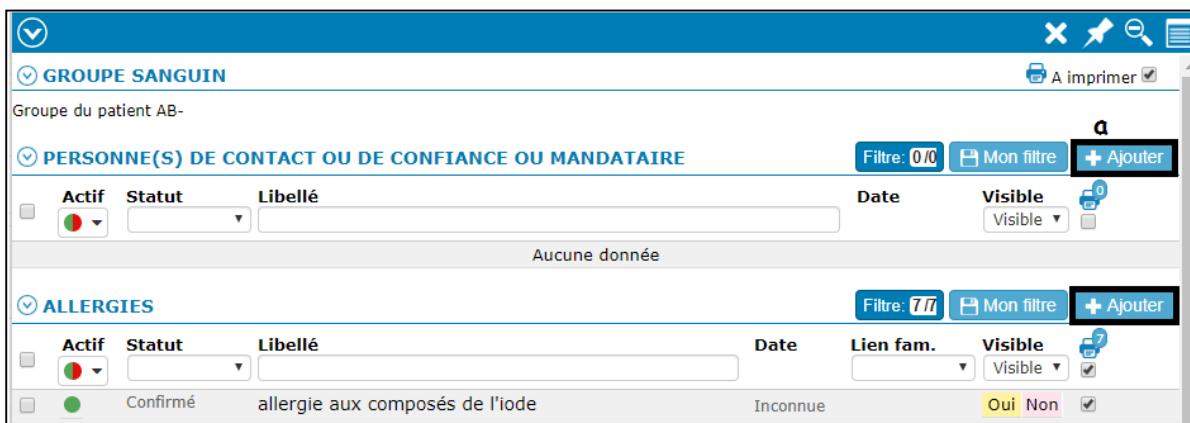 GROUPE SANGUIN A imprimer
Groupe du patient AB-
a
PERSONNE(S) DE CONTACT OU DE CONFIANCE OU MANDATAIRE Filtre: 0/0 Mon filtre + Ajouter
Actif Statut Libellé Date Visible 0
Visible
Aucune donnée
ALLERGIES Filtre: 7/7 Mon filtre + Ajouter
Actif Statut Libellé Date Lien fam. Visible 7
Visible
Confirmé allergie aux composés de l'iode Inconnue Oui Non